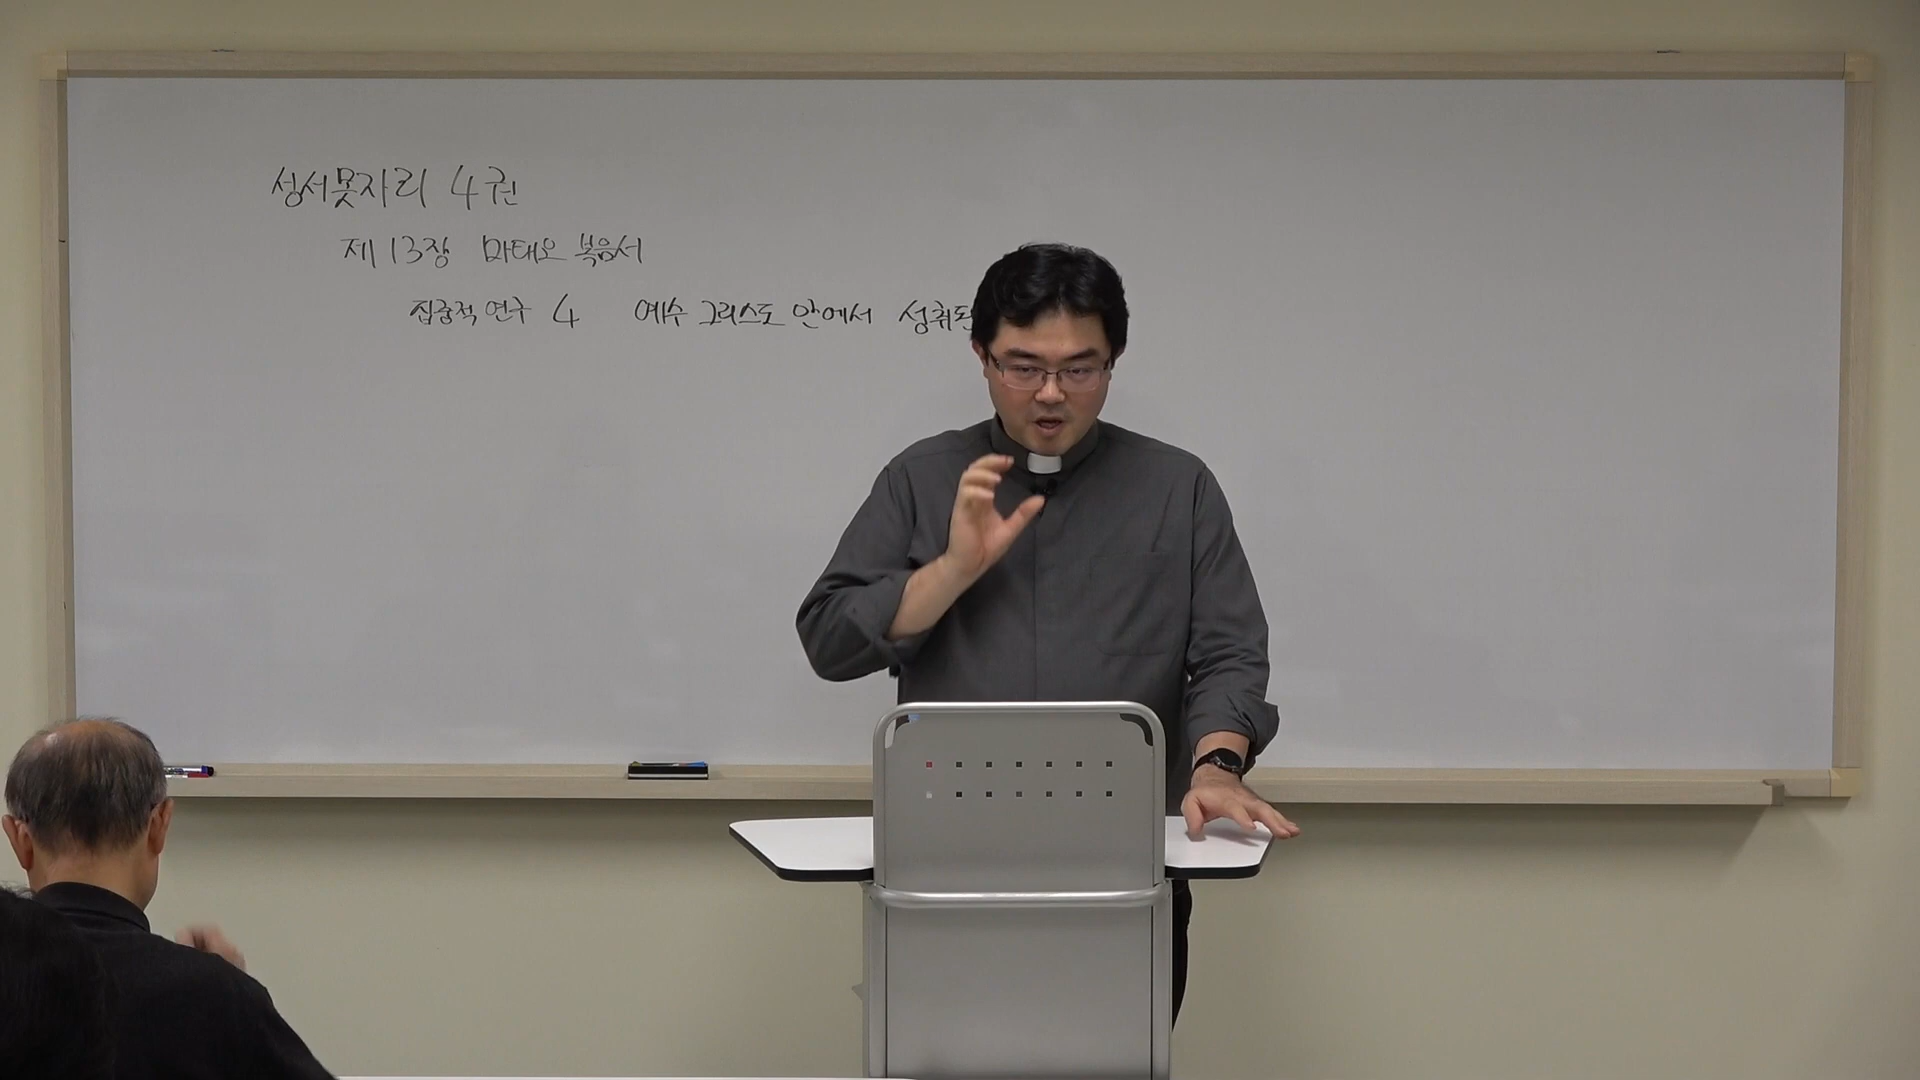 성서못자리 4권
제13장 마태오 복음서
집중적 연구 4 예수 그리스도 안에서 성취된